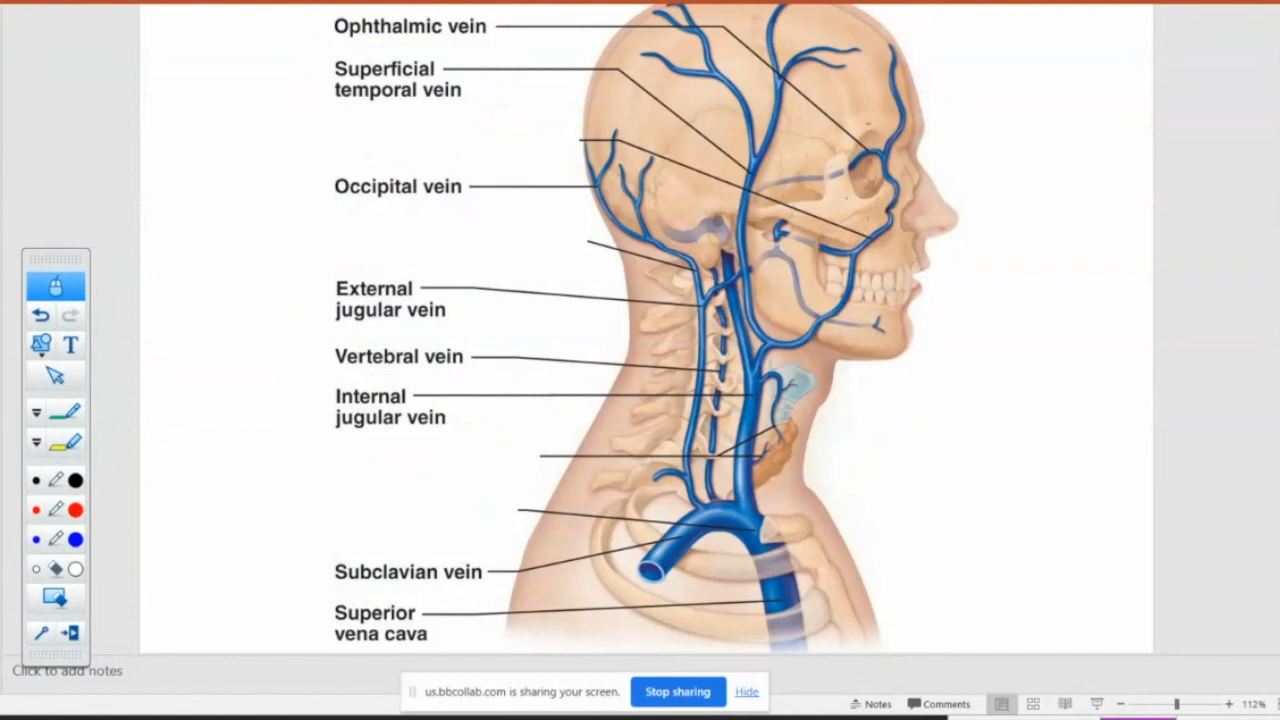 Ophthalmic vein
Superficial
temporal vein
Occipital vein
External
jugular vein
Vertebral vein
Internal
jugular vein
Subclavian vein
Superior
vena cava
T
Click to add notes
us.bbcollab.com is sharing your screen.
Stop sharing
Hide
Notes
Comments
112%